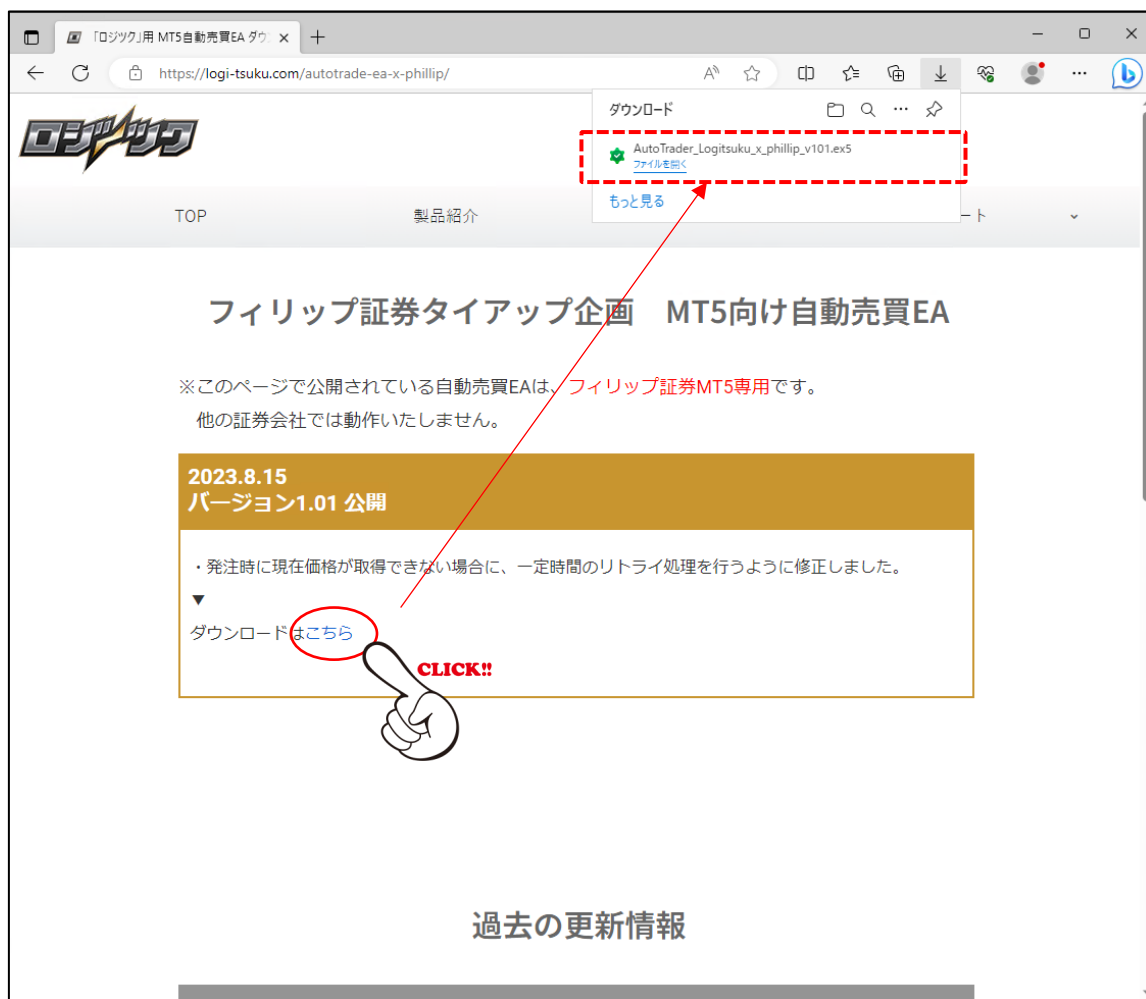 「ロジツク」用 MT5自動売買EA ダウ
https://logi-tsuku.com/autotrade-ea-x-phillip/
ダウンロード
AutoTrader_Logitsuku_x_phillip_v101.ex5
ファイルを開く
もっと見る
ロジツク
TOP
製品紹介
ート
フィリップ証券タイアップ企画　MT5向け自動売買EA
※このページで公開されている自動売買EAは、フィリップ証券MT5専用です。
他の証券会社では動作いたしません。
2023.8.15
バージョン1.01 公開
・発注時に現在価格が取得できない場合に、一定時間のリトライ処理を行うように修正しました。
▼
ダウンロードはこちら
CLICK!!
過去の更新情報